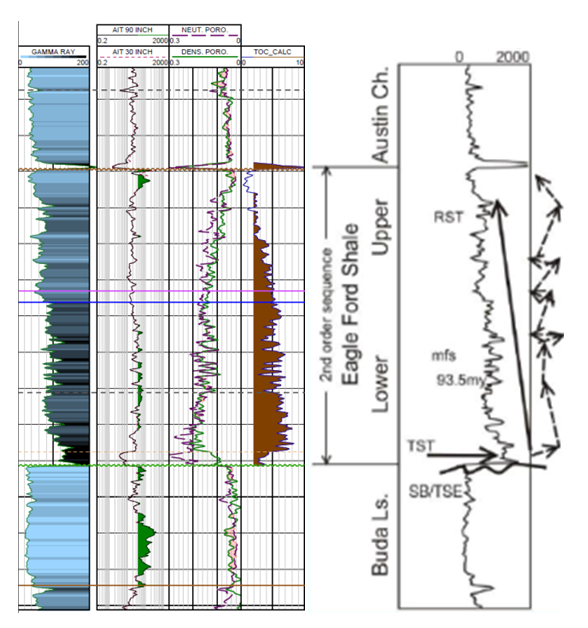 AIT 90 INCH
NEUT. PORO.
0.2
2000
0.3
0
GAMMA RAY
AIT 30 INCH
DENS. PORO.
TOC_CALC
0
200
0.2
2000
0.3
0
0
10
0
2000
Austin Ch.
Upper
RST
Eagle Ford Shale
2nd order sequence
Lower
mfs
93.5my
TST
SB/TSE
Buda Ls.